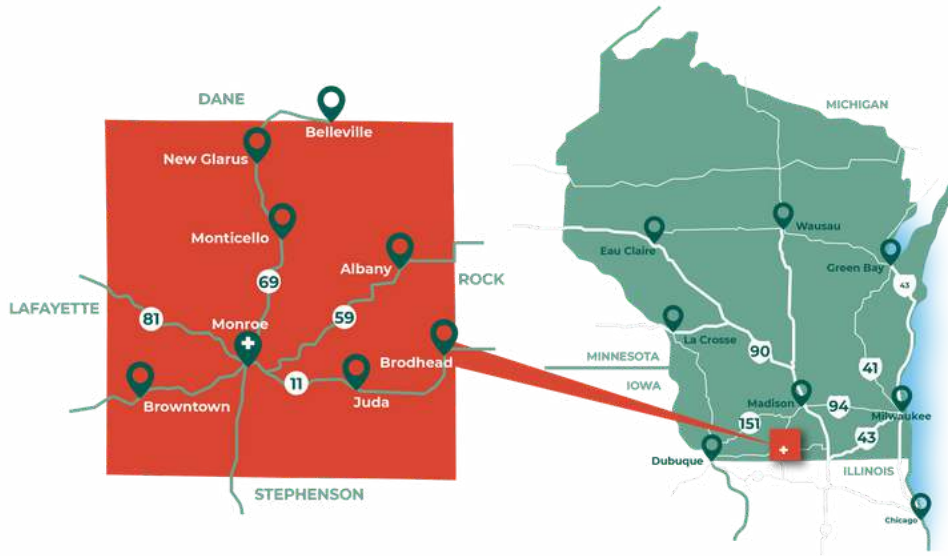 DANE
Belleville
New Glarus
Monticello
Albany
ROCK
69
LAFAYETTE
81
59
Monroe
Brodhead
11
Browntown
Juda
STEPHENSON
MICHIGAN
Wausau
Eau Claire
Green Bay
43
La Crosse
MINNESOTA
90
IOWA
41
Madison
94
Milwaukee
151
43
Dubuque
ILLINOIS
Chicago